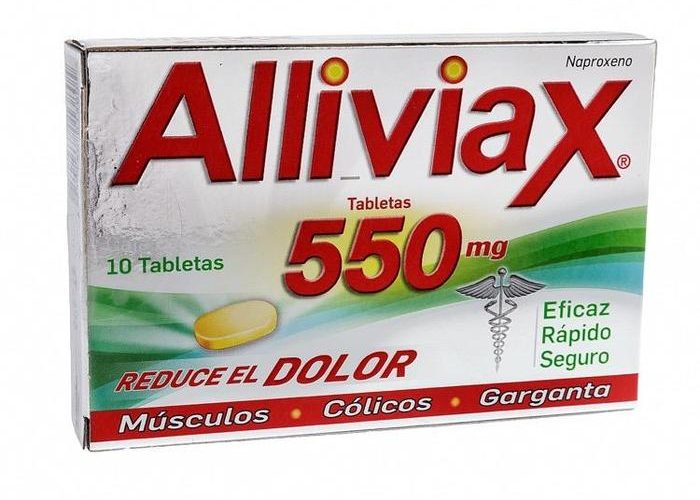 Naproxeno
Alliviax®
Tabletas
550 mg
10 Tabletas
Eficaz
Rápido
Seguro
REDUCE EL DOLOR
Músculos • Cólicos • Garganta